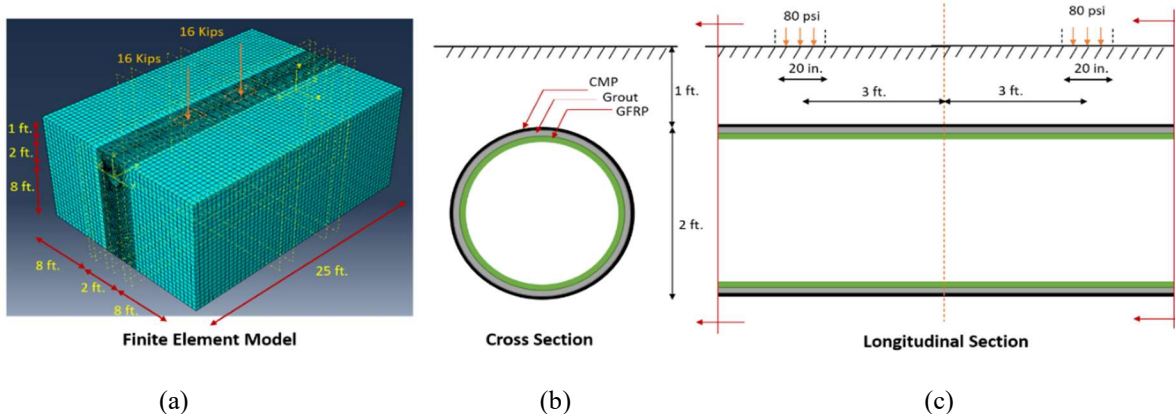 16 Kips
16 Kips
1 ft.
2 ft.
8 ft.
8 ft.
2 ft.
8 ft.
25 ft.
Finite Element Model
(a)
CMP
Grout
GFRP
1 ft.
2 ft.
Cross Section
(b)
80 psi
80 psi
20 in.
20 in.
3 ft.
3 ft.
Longitudinal Section
(c)